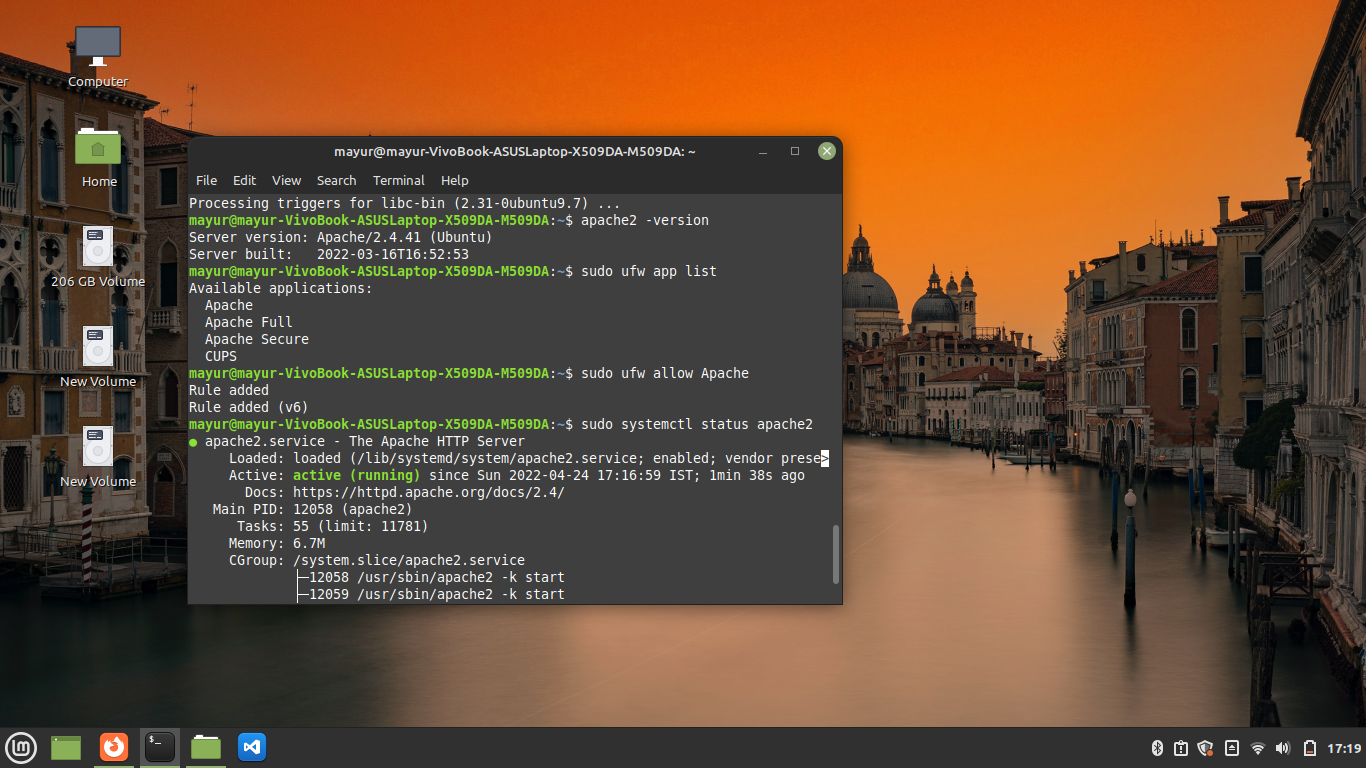 Computer
Home
206 GB Volume
New Volume
New Volume
mayur@mayur-VivoBook-ASUSLaptop-X509DA-M509DA: ~
File Edit View Search Terminal Help
Processing triggers for libc-bin (2.31-0ubuntu9.7) ...
mayur@mayur-VivoBook-ASUSLaptop-X509DA-M509DA:~$ apache2 -version
Server version: Apache/2.4.41 (Ubuntu)
Server built:   2022-03-16T16:52:53
mayur@mayur-VivoBook-ASUSLaptop-X509DA-M509DA:~$ sudo ufw app list
Available applications:
  Apache
  Apache Full
  Apache Secure
  CUPS
mayur@mayur-VivoBook-ASUSLaptop-X509DA-M509DA:~$ sudo ufw allow Apache
Rule added
Rule added (v6)
mayur@mayur-VivoBook-ASUSLaptop-X509DA-M509DA:~$ sudo systemctl status apache2
● apache2.service - The Apache HTTP Server
     Loaded: loaded (/lib/systemd/system/apache2.service; enabled; vendor prese>
     Active: active (running) since Sun 2022-04-24 17:16:59 IST; 1min 38s ago
       Docs: https://httpd.apache.org/docs/2.4/
   Main PID: 12058 (apache2)
      Tasks: 55 (limit: 11781)
     Memory: 6.7M
     CGroup: /system.slice/apache2.service
             ├─12058 /usr/sbin/apache2 -k start
             ├─12059 /usr/sbin/apache2 -k start
$_
17:19